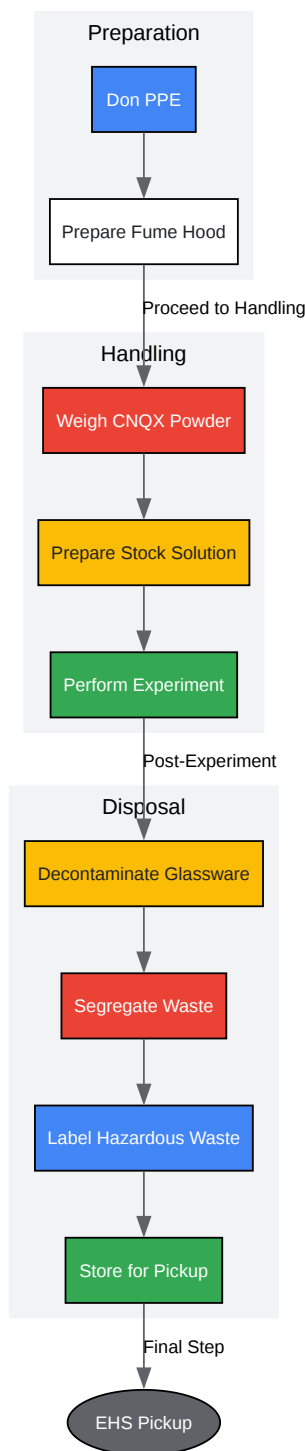 Preparation
Don PPE
Prepare Fume Hood
Proceed to Handling
Handling
Weigh CNQX Powder
Prepare Stock Solution
Perform Experiment
Post-Experiment
Disposal
Decontaminate Glassware
Segregate Waste
Label Hazardous Waste
Store for Pickup
Final Step
EHS Pickup